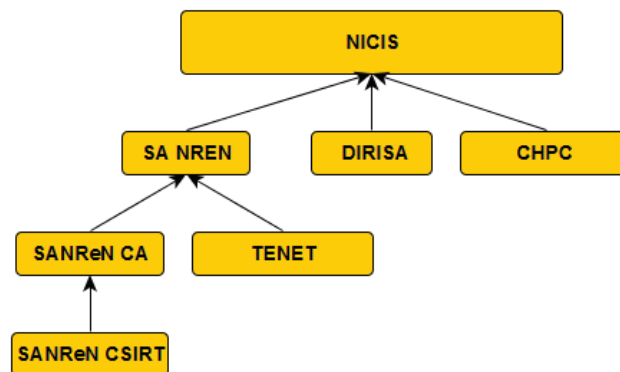 NICIS
SA NREN
DIRISA
CHPC
SANReN CA
TENET
SANReN CSIRT